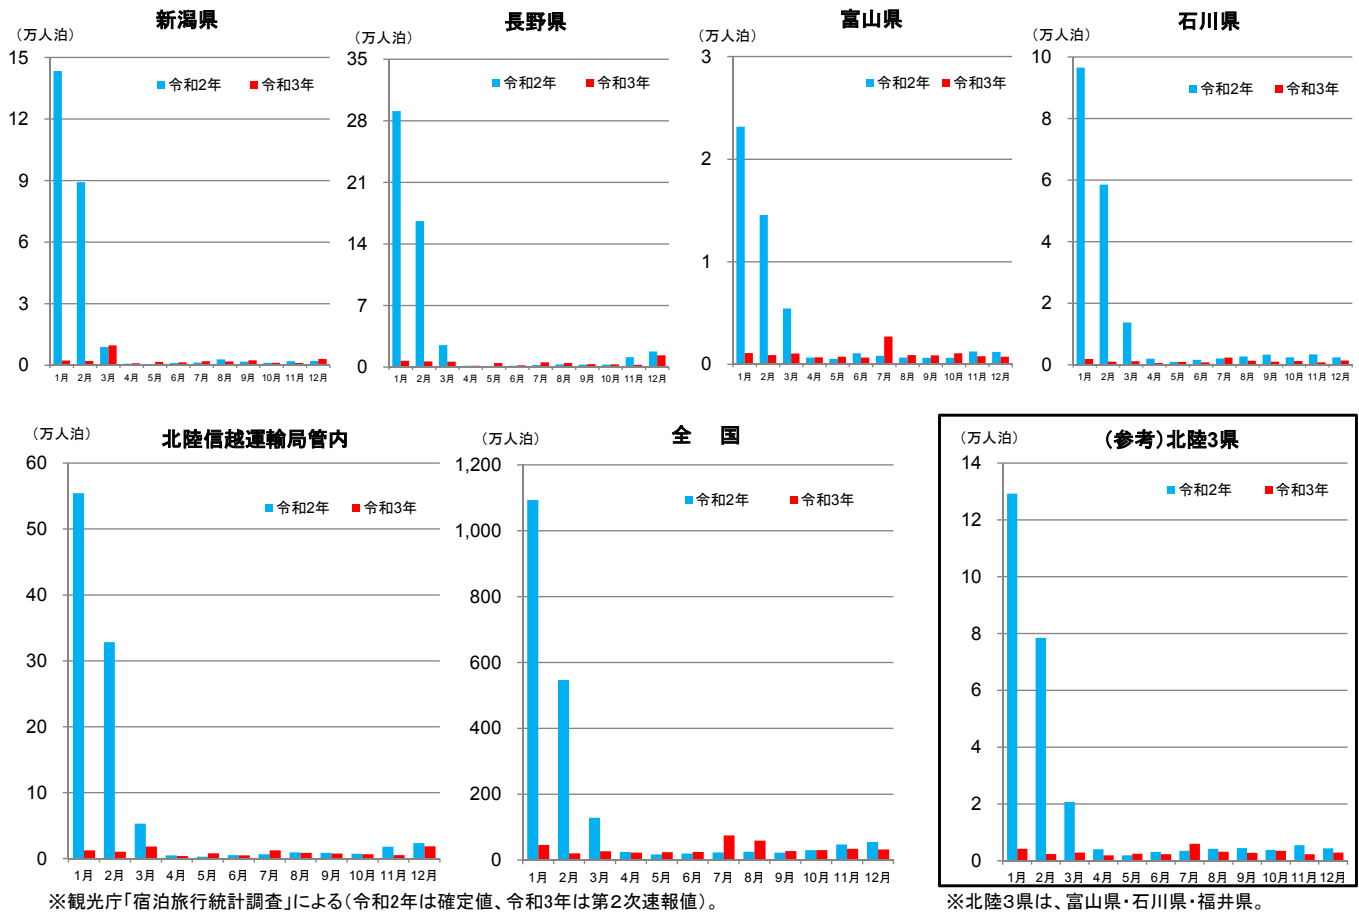 新潟県
（万人泊）
令和2年 令和3年
15
12
9
6
3
0
1月 2月 3月 4月 5月 6月 7月 8月 9月 10月 11月 12月
長野県
（万人泊）
令和2年 令和3年
35
28
21
14
7
0
1月 2月 3月 4月 5月 6月 7月 8月 9月 10月 11月 12月
富山県
（万人泊）
令和2年 令和3年
3
2
1
0
1月 2月 3月 4月 5月 6月 7月 8月 9月 10月 11月 12月
石川県
（万人泊）
令和2年 令和3年
10
8
6
4
2
0
1月 2月 3月 4月 5月 6月 7月 8月 9月 10月 11月 12月
北陸信越運輸局管内
（万人泊）
令和2年 令和3年
60
50
40
30
20
10
0
1月 2月 3月 4月 5月 6月 7月 8月 9月 10月 11月 12月
全　国
（万人泊）
令和2年 令和3年
1,200
1,000
800
600
400
200
0
1月 2月 3月 4月 5月 6月 7月 8月 9月 10月 11月 12月
（参考）北陸3県
（万人泊）
令和2年 令和3年
14
12
10
8
6
4
2
0
1月 2月 3月 4月 5月 6月 7月 8月 9月 10月 11月 12月
※観光庁「宿泊旅行統計調査」による（令和2年は確定値、令和3年は第２次速報値）。
※北陸３県は、富山県・石川県・福井県。